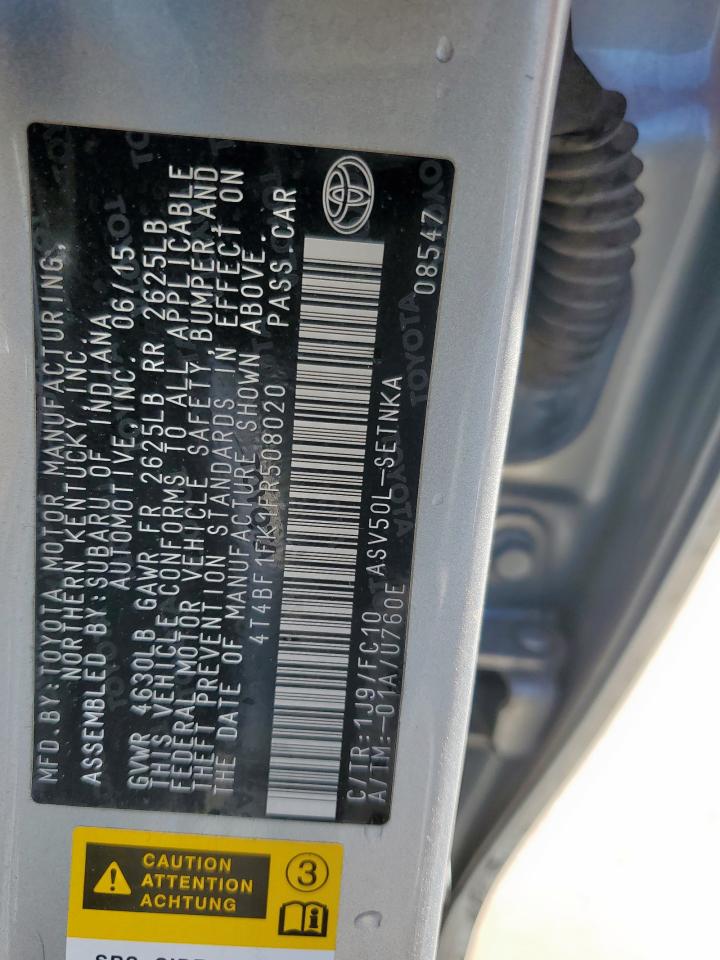 MFD.BY:TOYOTA MOTOR MANUFACTURING,
NORTHERN KENTUCKY,INC
ASSEMBLED BY:SUBARU OF INDIANA
AUTOMOTIVE,INC. 06/15
GVWR 4630LB GAWR FR 2625LB RR 2625LB
THIS VEHICLE CONFORMS TO ALL APPLICABLE
FEDERAL MOTOR VEHICLE SAFETY,BUMPER,AND
THEFT PREVENTION STANDARDS IN EFFECT ON
THE DATE OF MANUFACTURE SHOWN ABOVE.
4T4BF1FK1FR508020 PASS.CAR
C/TR:1J9/FC10 ASV50L-SETNKA
A/TM:-01A/U760E 08547
TOYOTA
CAUTION
ATTENTION
ACHTUNG
3